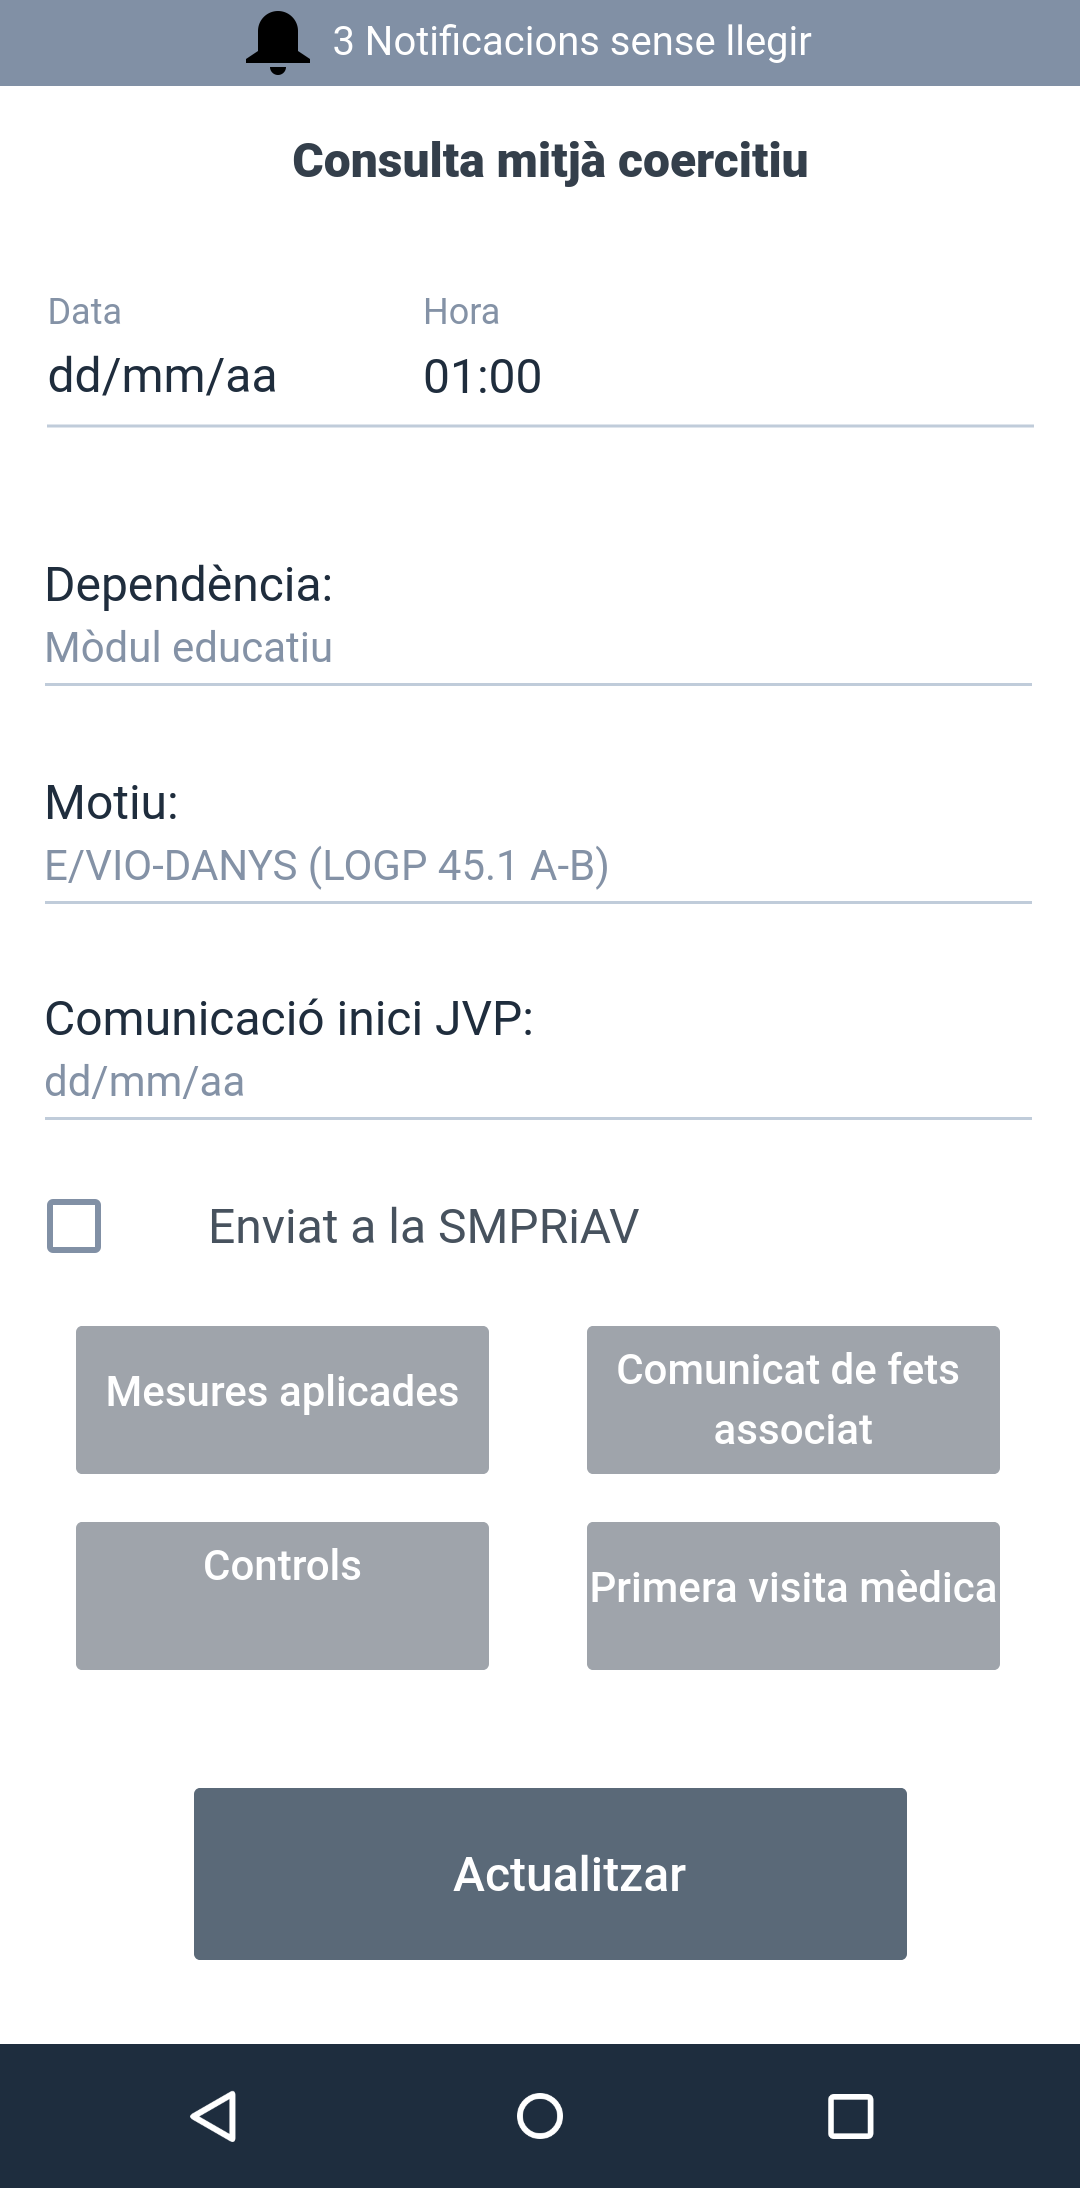 3 Notificacions sense llegir
Consulta mitjà coercitiu
Data Hora
dd/mm/aa 01:00
Dependència:
Mòdul educatiu
Motiu:
E/VIO-DANYS (LOGP 45.1 A-B)
Comunicació inici JVP:
dd/mm/aa
Enviat a la SMPRiAV
Mesures aplicades
Comunicat de fets
associat
Controls
Primera visita mèdica
Actualitzar